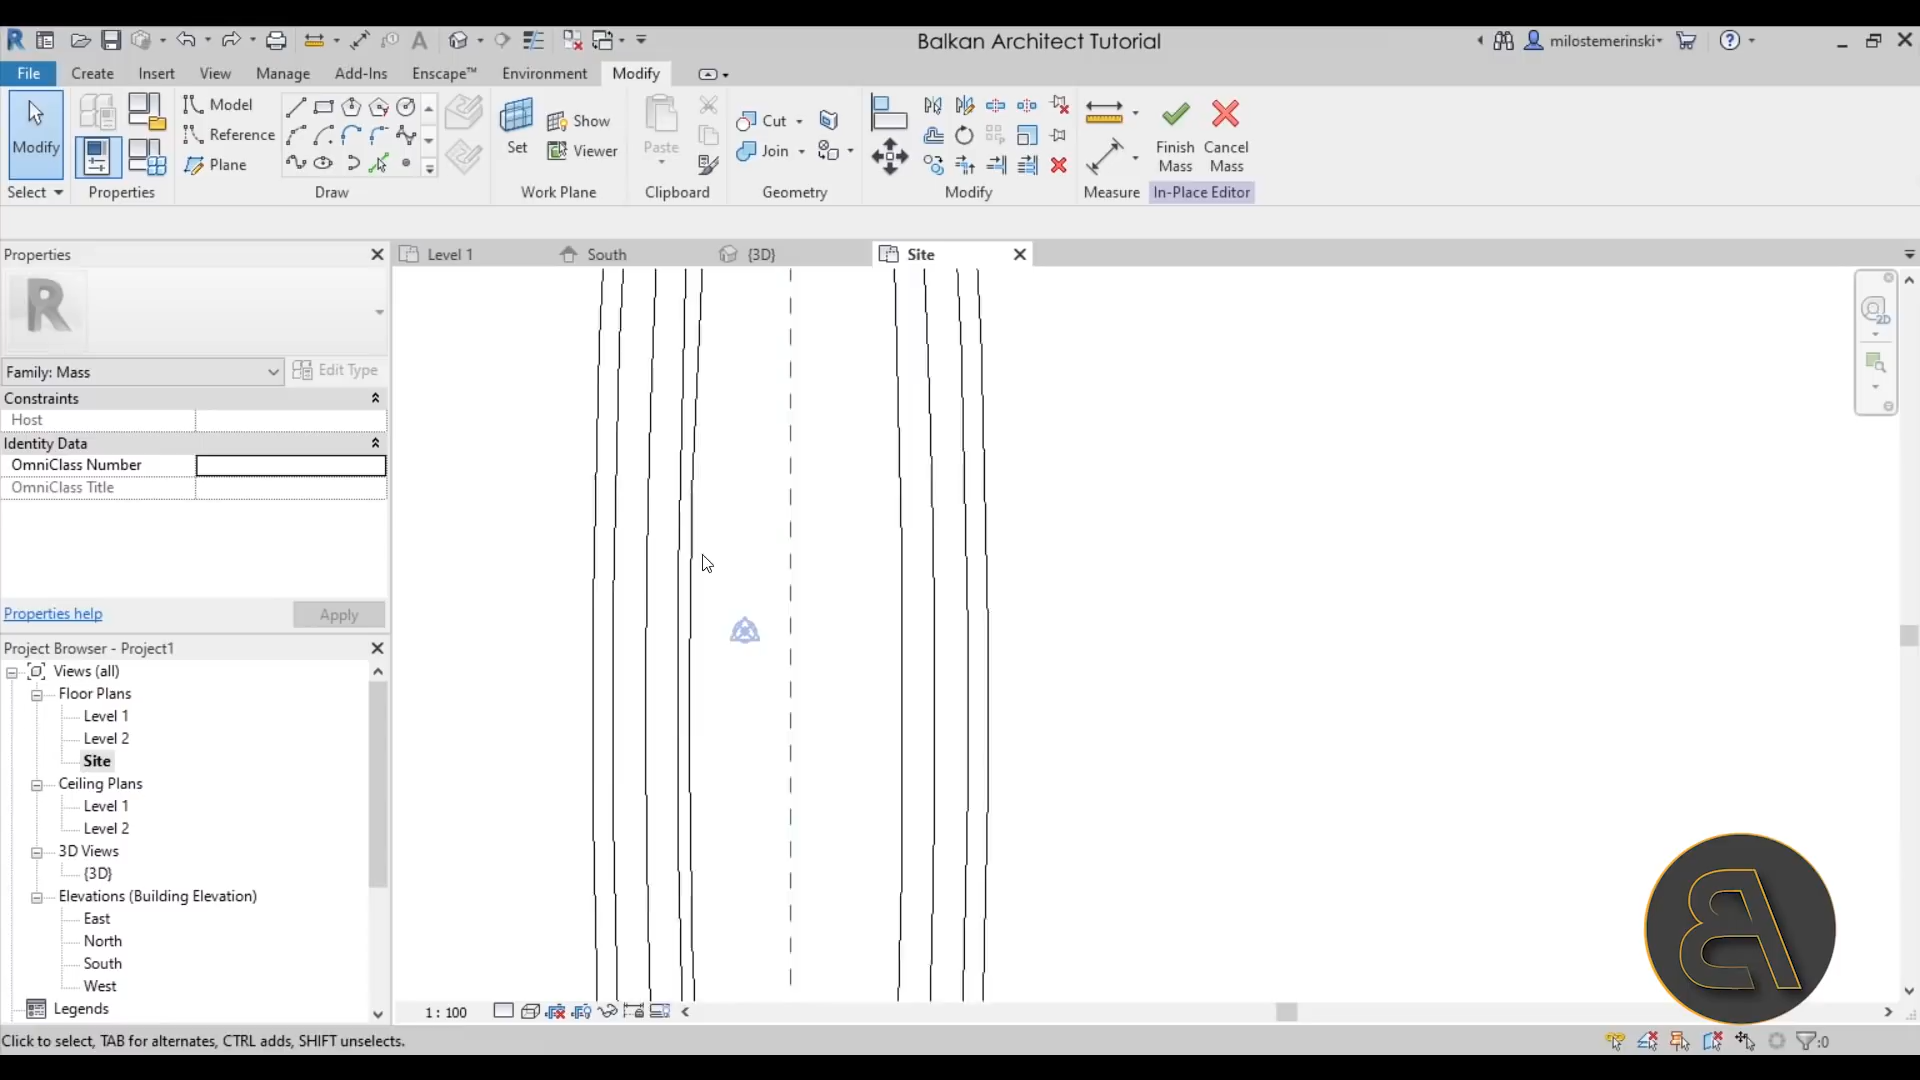 Balkan Architect Tutorial
milostemerinski
File Create Insert View Manage Add-Ins Enscape™ Environment Modify
Modify
Select
Properties
Model
Reference
Plane
Draw
Set
Show
Viewer
Work Plane
Paste
Clipboard
Cut
Join
Geometry
Modify
Measure
Finish Mass
Cancel Mass
In-Place Editor
Properties
Level 1
South
{3D}
Site
R
Family: Mass
Edit Type
Constraints
Host
Identity Data
OmniClass Number
OmniClass Title
Properties help
Apply
Project Browser - Project1
Views (all)
Floor Plans
Level 1
Level 2
Site
Ceiling Plans
Level 1
Level 2
3D Views
{3D}
Elevations (Building Elevation)
East
North
South
West
Legends
2D
1 : 100
Click to select, TAB for alternates, CTRL adds, SHIFT unselects.
:0